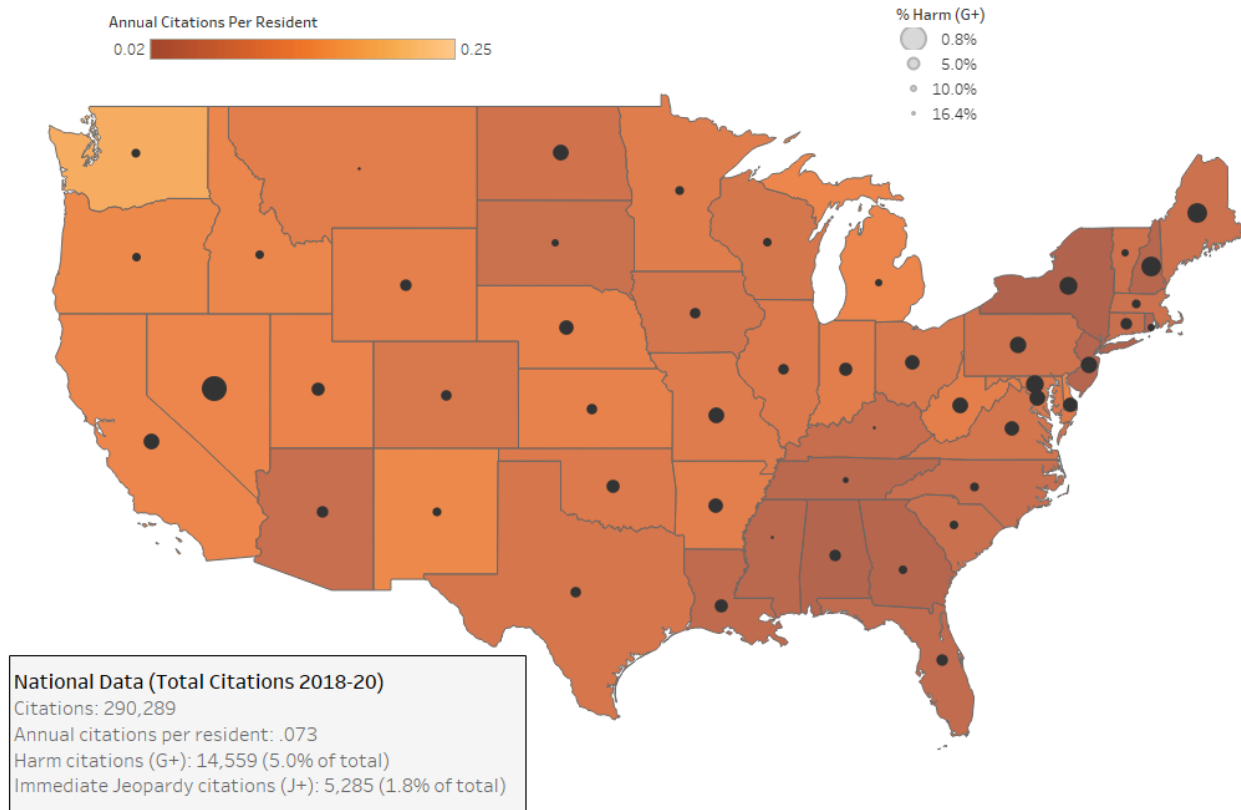 Annual Citations Per Resident
0.02 0.25
% Harm (G+)
0.8%
5.0%
10.0%
16.4%
National Data (Total Citations 2018-20)
Citations: 290,289
Annual citations per resident: .073
Harm citations (G+): 14,559 (5.0% of total)
Immediate Jeopardy citations (J+): 5,285 (1.8% of total)